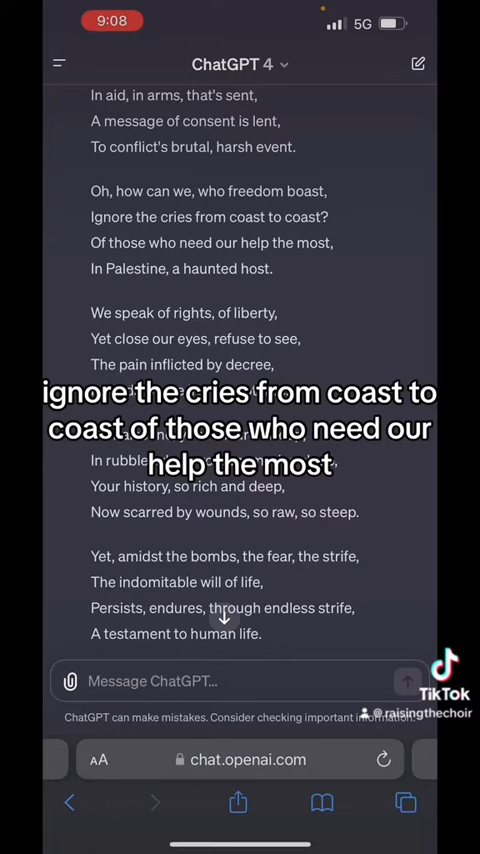 9:08
5G
ChatGPT 4
In aid, in arms, that's sent,
A message of consent is lent,
To conflict's brutal, harsh event.
Oh, how can we, who freedom boast,
Ignore the cries from coast to coast?
Of those who need our help the most,
In Palestine, a haunted host.
We speak of rights, of liberty,
Yet close our eyes, refuse to see,
The pain inflicted by decree,
ignore the cries from coast to
coast of those who need our
help the most
In rubble
Your history, so rich and deep,
Now scarred by wounds, so raw, so steep.
Yet, amidst the bombs, the fear, the strife,
The indomitable will of life,
Persists, endures, through endless strife,
A testament to human life.
Message ChatGPT...
TikTok
@raisingthechoir
ChatGPT can make mistakes. Consider checking important information.
AA
chat.openai.com